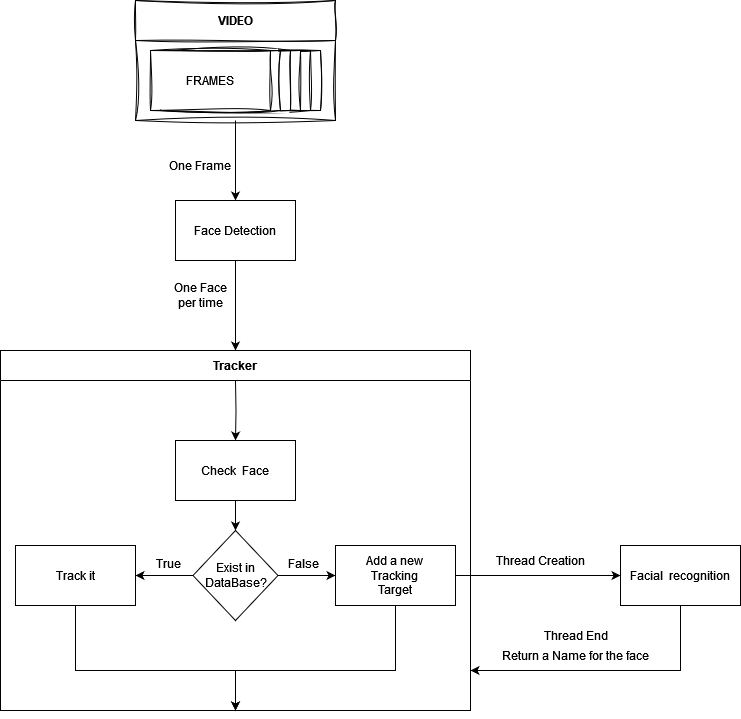 VIDEO
FRAMES
One Frame
Face Detection
One Face
per time
Tracker
Check Face
Exist in
DataBase?
True
False
Track it
Add a new
Tracking
Target
Thread Creation
Facial recognition
Thread End
Return a Name for the face